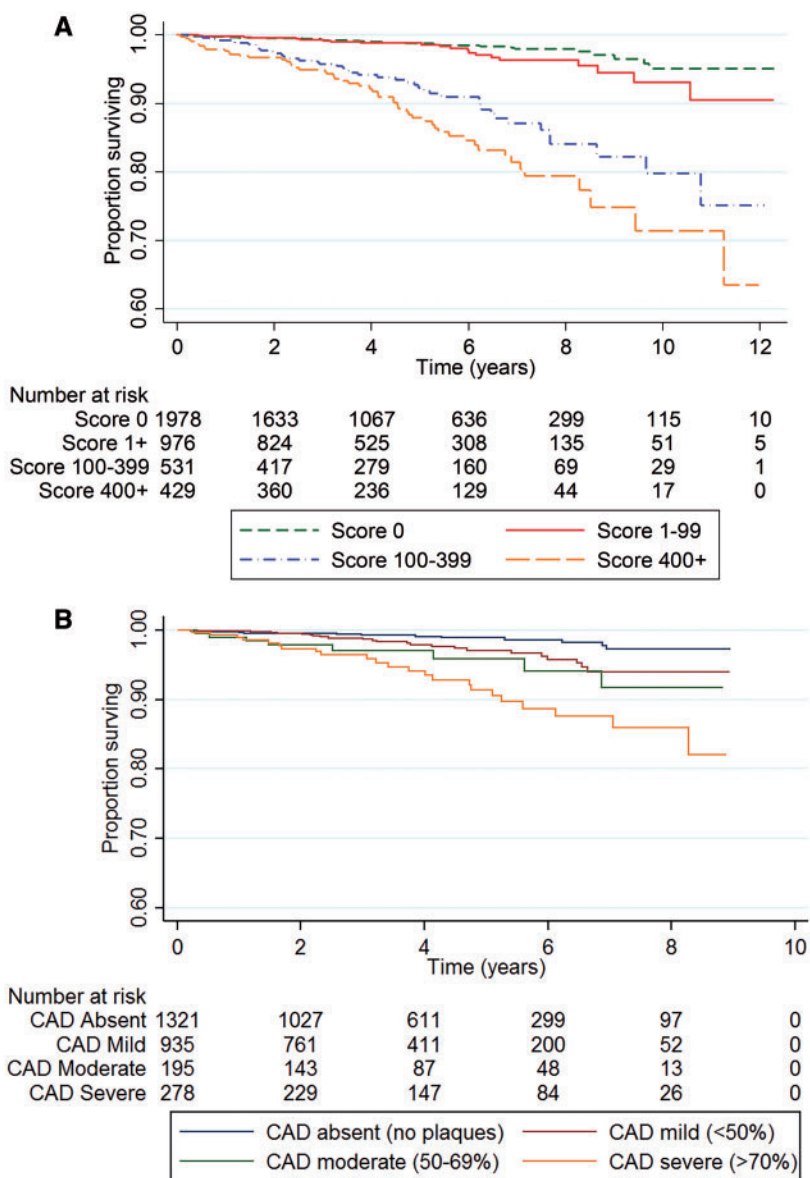 A
1.00
0.90
0.80
0.70
0.60
Proportion surviving
0 2 4 6 8 10 12
Time (years)
Number at risk
Score 0 1978 1633 1067 636 299 115 10
Score 1+ 976 824 525 308 135 51 5
Score 100-399 531 417 279 160 69 29 1
Score 400+ 429 360 236 129 44 17 0
Score 0 Score 1-99
Score 100-399 Score 400+
B
1.00
0.90
0.80
0.70
0.60
Proportion surving
0 2 4 6 8 10
Time (years)
Number at risk
CAD Absent 1321 1027 611 299 97 0
CAD Mild 935 761 411 200 52 0
CAD Moderate 195 143 87 48 13 0
CAD Severe 278 229 147 84 26 0
CAD absent (no plaques) CAD mild (<50%)
CAD moderate (50-69%) CAD severe (>70%)